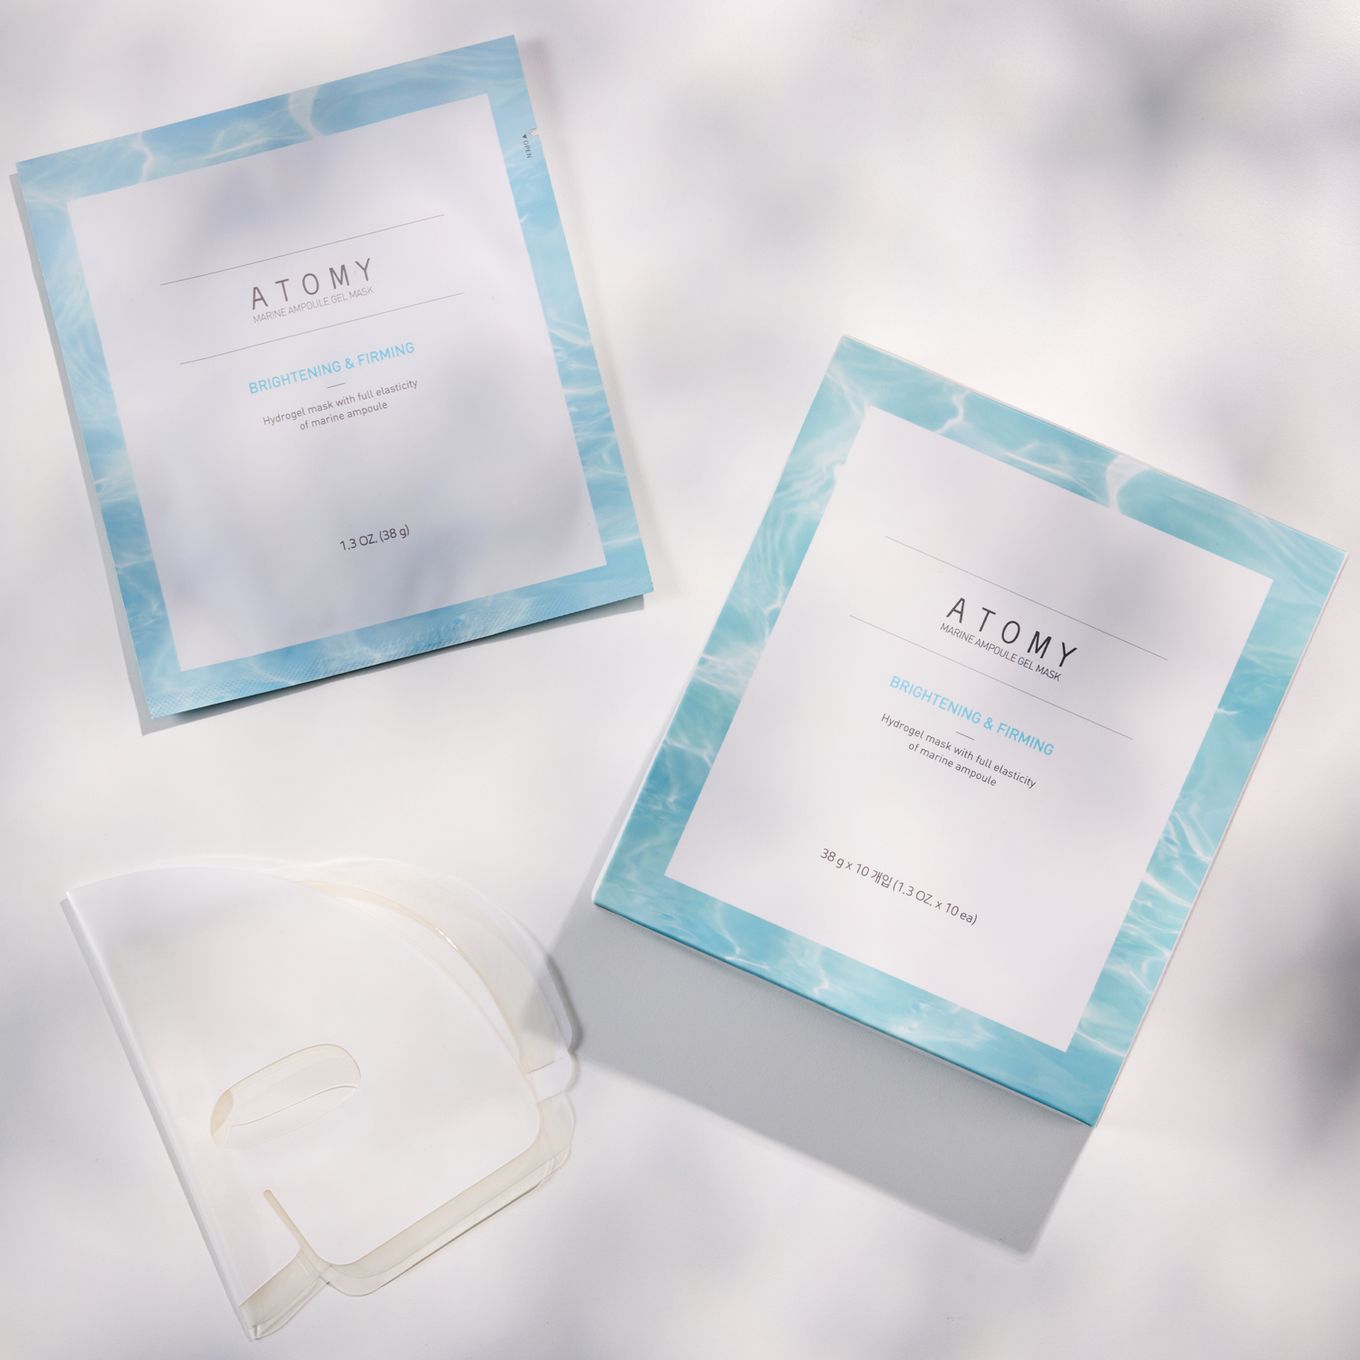 ▼OPEN
ATOMY
MARINE AMPOULE GEL MASK
BRIGHTENING & FIRMING
Hydrogel mask with full elasticity
of marine ampoule
1.3 OZ. (38 g)
ATOMY
MARINE AMPOULE GEL MASK
BRIGHTENING & FIRMING
Hydrogel mask with full elasticity
of marine ampoule
38 g x 10 개입 (1.3 OZ. x 10 ea)